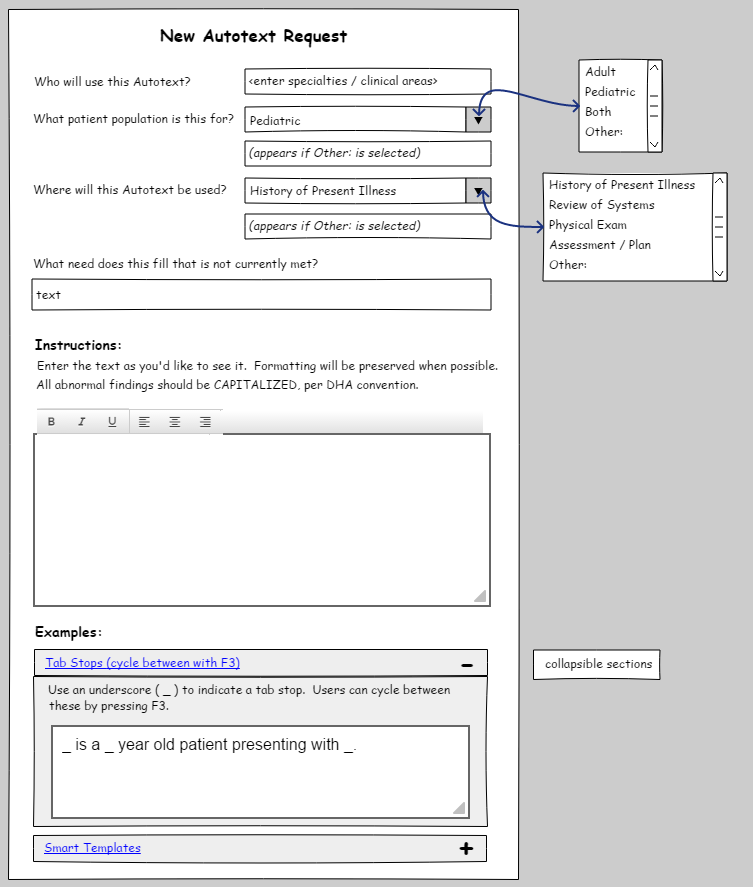 New Autotext Request
Who will use this Autotext?
<enter specialties / clinical areas>
What patient population is this for?
Pediatric
(appears if Other: is selected)
Where will this Autotext be used?
History of Present Illness
(appears if Other: is selected)
What need does this fill that is not currently met?
text
Adult
Pediatric
Both
Other:
History of Present Illness
Review of Systems
Physical Exam
Assessment / Plan
Other:
Instructions:
Enter the text as you'd like to see it.  Formatting will be preserved when possible.
All abnormal findings should be CAPITALIZED, per DHA convention.
B I U
Examples:
Tab Stops (cycle between with F3)
Use an underscore ( _ ) to indicate a tab stop.  Users can cycle between
these by pressing F3.
_ is a _ year old patient presenting with _.
Smart Templates
collapsible sections